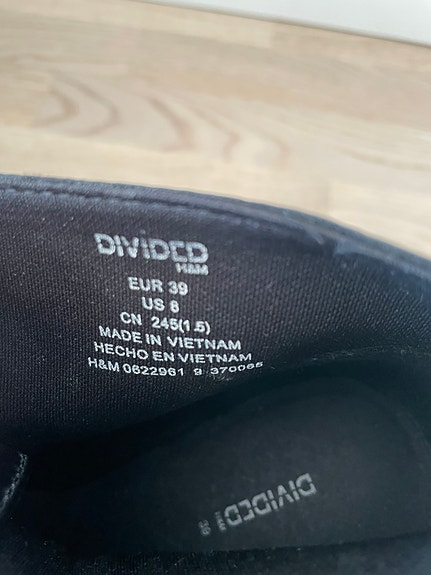 DIVIDED
H&M
EUR 39
US 8
CN 245(1.5)
MADE IN VIETNAM
HECHO EN VIETNAM
H&M 0622961 9 370065
DIVIDED
H&M
39